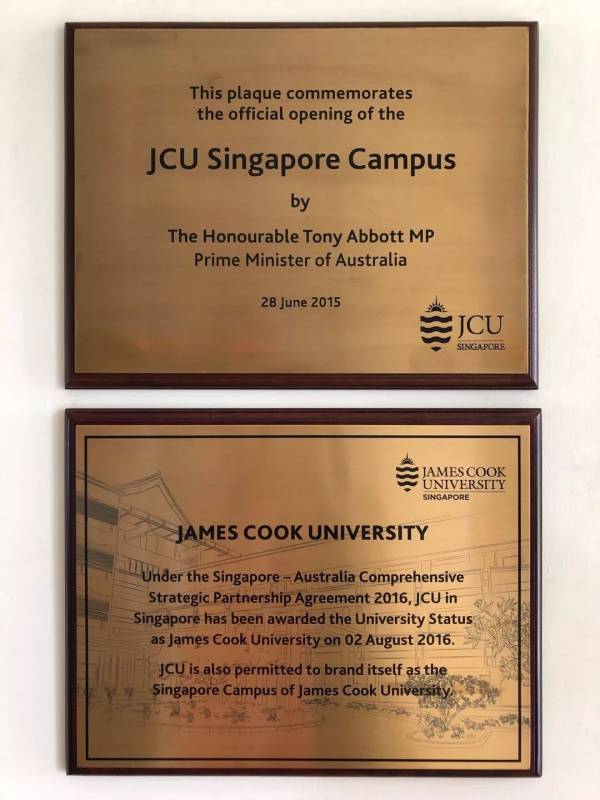 This plaque commemorates
the official opening of the
JCU Singapore Campus
by
The Honourable Tony Abbott MP
Prime Minister of Australia
28 June 2015
JCU
SINGAPORE
JAMES COOK
UNIVERSITY
SINGAPORE
JAMES COOK UNIVERSITY
Under the Singapore – Australia Comprehensive
Strategic Partnership Agreement 2016, JCU in
Singapore has been awarded the University Status
as James Cook University on 02 August 2016.
JCU is also permitted to brand itself as the
Singapore Campus of James Cook University.